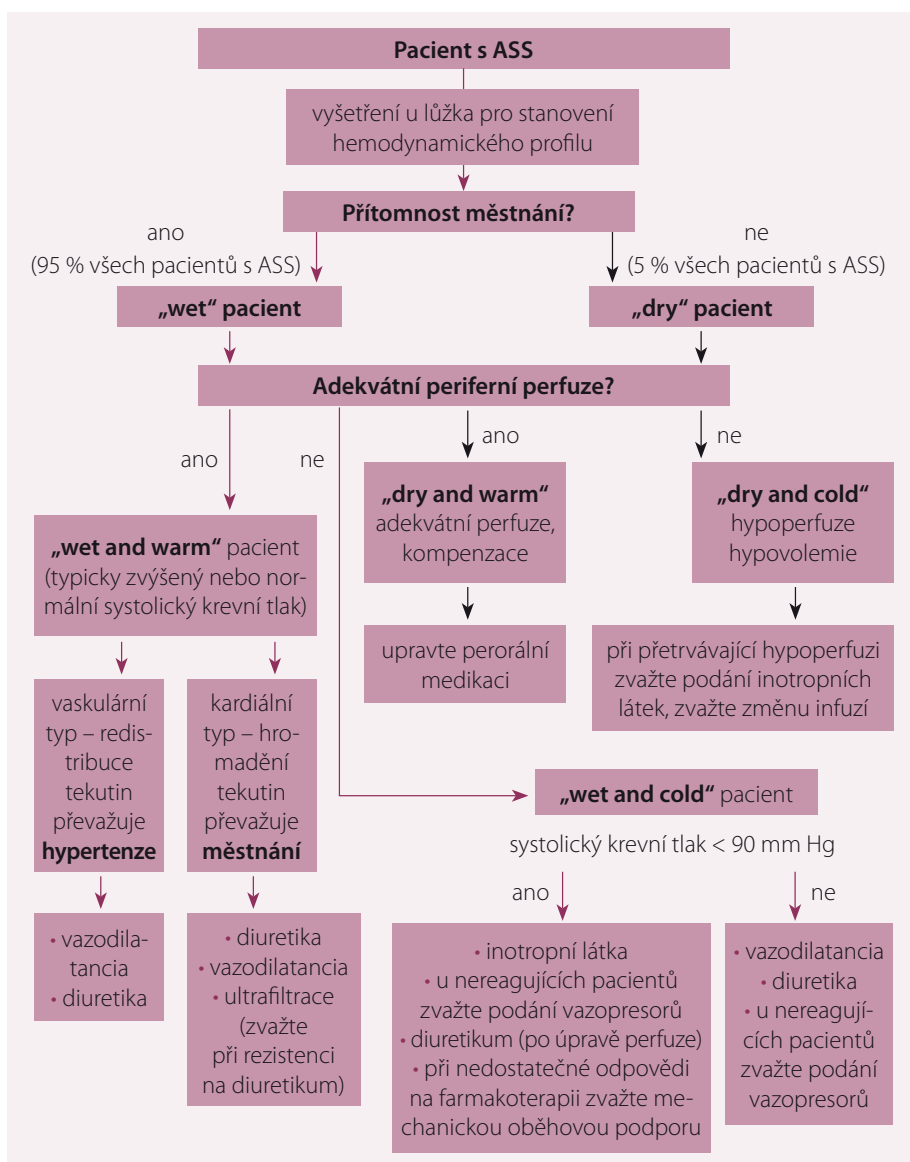 Pacient s ASS
vyšetření u lůžka pro stanovení
hemodynamického profilu
Přítomnost městnání?
ano
(95 % všech pacientů s ASS)
ne
(5 % všech pacientů s ASS)
„wet“ pacient
„dry“ pacient
Adekvátní periferní perfuze?
ano
ne
ano
ne
„wet and warm“ pacient
(typicky zvýšený nebo nor-
mální systolický krevní tlak)
„dry and warm“
adekvátní perfuze,
kompenzace
„dry and cold“
hypoperfuze
hypovolemie
upravte perorální
medikaci
při přetrvávající hypoperfuzi
zvažte podání inotropních
látek, zvažte změnu infuzí
vaskulární
typ – redis-
tribuce
tekutin
převažuje
hypertenze
kardiální
typ – hro-
madění
tekutin
převažuje
městnání
„wet and cold“ pacient
systolický krevní tlak < 90 mm Hg
ano
ne
• vazodila-
tancia
• diuretika
• diuretika
• vazodilatancia
• ultrafiltrace
(zvažte
při rezistenci
na diuretikum)
• inotropní látka
• u nereagujících pacientů
zvažte podání vazopresorů
• diuretikum (po úpravě perfuze)
• při nedostatečné odpovědi
na farmakoterapii zvažte me-
chanickou oběhovou podporu
• vazodilatancia
• diuretika
• u nereagují-
cích pacientů
zvažte podání
vazopresorů